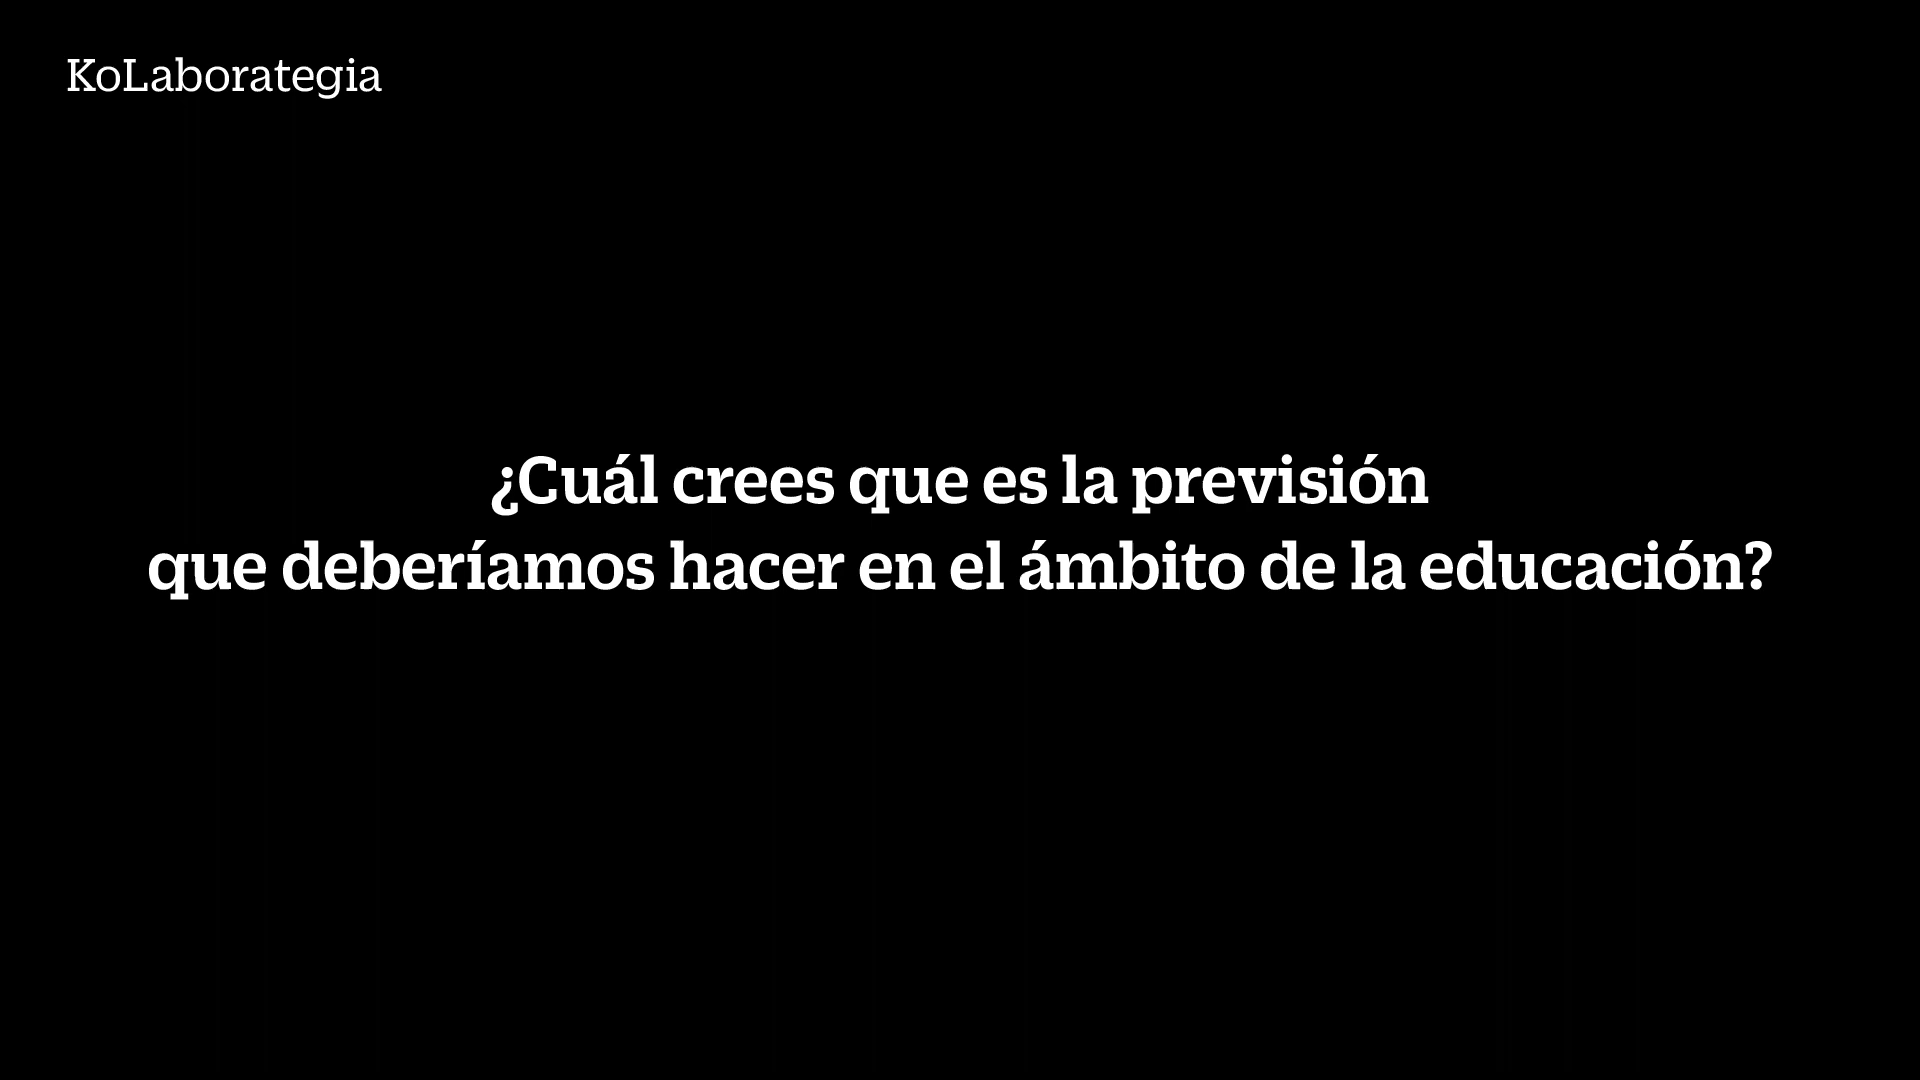 KoLaborategia
¿Cuál crees que es la previsión
que deberíamos hacer en el ámbito de la educación?